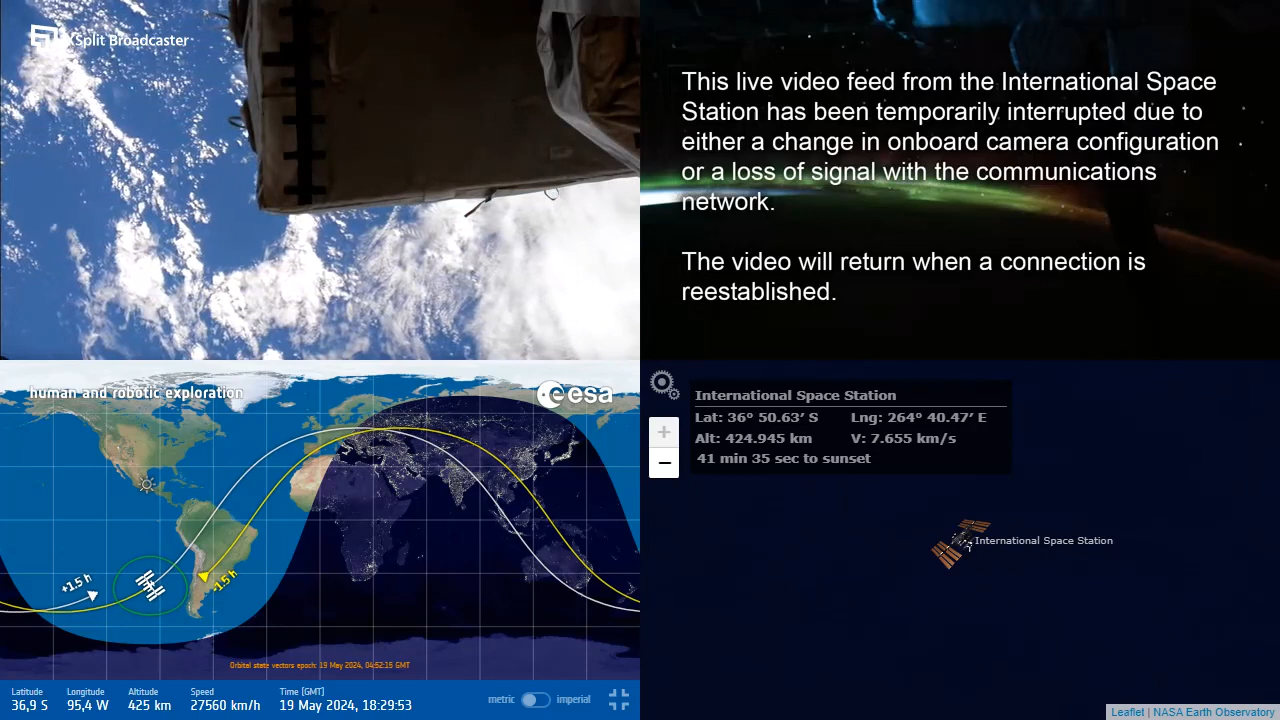 XSplit Broadcaster
This live video feed from the International Space
Station has been temporarily interrupted due to
either a change in onboard camera configuration
or a loss of signal with the communications
network.
The video will return when a connection is
reestablished.
human and robotic exploration
esa
+1.5 h
-1.5 h
Orbital state vectors epoch: 19 May 2024, 04:52:15 GMT
Latitude Longitude Altitude Speed Time [GMT]
36,9 S 95,4 W 425 km 27560 km/h 19 May 2024, 18:29:53
metric imperial
International Space Station
Lat: 36° 50.63′ S Lng: 264° 40.47′ E
Alt: 424.945 km V: 7.655 km/s
41 min 35 sec to sunset
+
−
International Space Station
Leaflet | NASA Earth Observatory